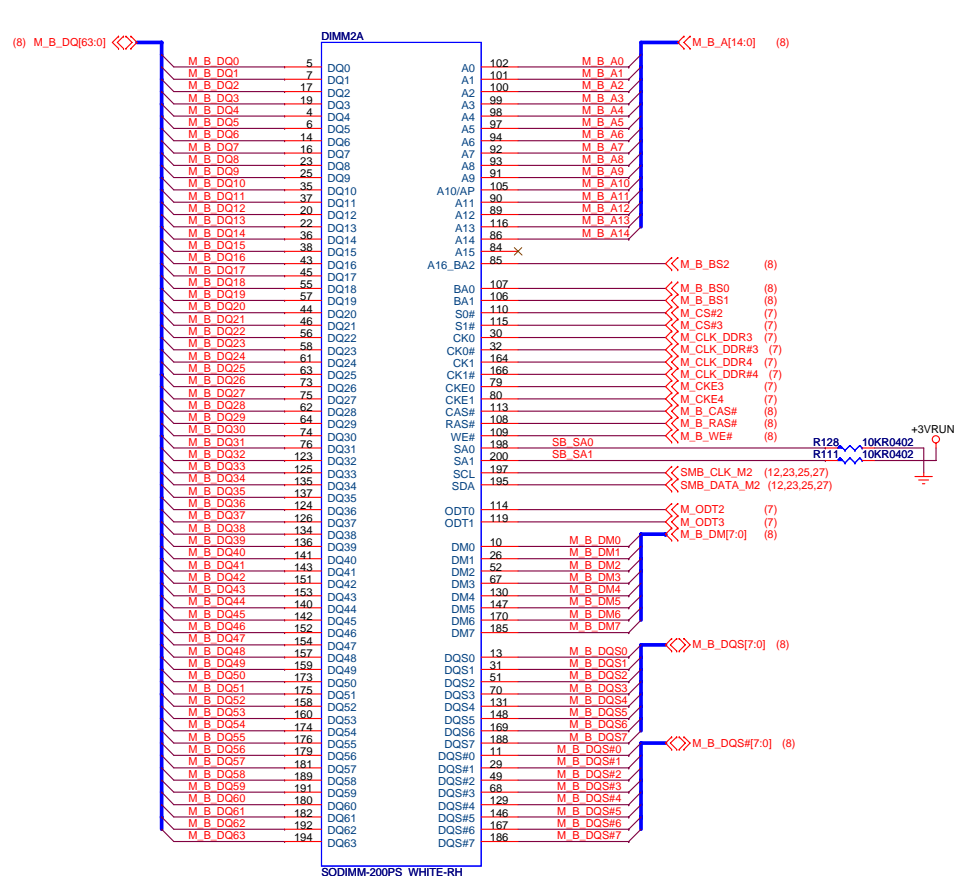 DIMM2A
(8) M_B_DQ[63:0]
M_B_DQ0 5 DQ0
M_B_DQ1 7 DQ1
M_B_DQ2 17 DQ2
M_B_DQ3 19 DQ3
M_B_DQ4 4 DQ4
M_B_DQ5 6 DQ5
M_B_DQ6 14 DQ6
M_B_DQ7 16 DQ7
M_B_DQ8 23 DQ8
M_B_DQ9 25 DQ9
M_B_DQ10 35 DQ10
M_B_DQ11 37 DQ11
M_B_DQ12 20 DQ12
M_B_DQ13 22 DQ13
M_B_DQ14 36 DQ14
M_B_DQ15 38 DQ15
M_B_DQ16 43 DQ16
M_B_DQ17 45 DQ17
M_B_DQ18 55 DQ18
M_B_DQ19 57 DQ19
M_B_DQ20 44 DQ20
M_B_DQ21 46 DQ21
M_B_DQ22 56 DQ22
M_B_DQ23 58 DQ23
M_B_DQ24 61 DQ24
M_B_DQ25 63 DQ25
M_B_DQ26 73 DQ26
M_B_DQ27 75 DQ27
M_B_DQ28 62 DQ28
M_B_DQ29 64 DQ29
M_B_DQ30 74 DQ30
M_B_DQ31 76 DQ31
M_B_DQ32 123 DQ32
M_B_DQ33 125 DQ33
M_B_DQ34 135 DQ34
M_B_DQ35 137 DQ35
M_B_DQ36 124 DQ36
M_B_DQ37 126 DQ37
M_B_DQ38 134 DQ38
M_B_DQ39 136 DQ39
M_B_DQ40 141 DQ40
M_B_DQ41 143 DQ41
M_B_DQ42 151 DQ42
M_B_DQ43 153 DQ43
M_B_DQ44 140 DQ44
M_B_DQ45 142 DQ45
M_B_DQ46 152 DQ46
M_B_DQ47 154 DQ47
M_B_DQ48 157 DQ48
M_B_DQ49 159 DQ49
M_B_DQ50 173 DQ50
M_B_DQ51 175 DQ51
M_B_DQ52 158 DQ52
M_B_DQ53 160 DQ53
M_B_DQ54 174 DQ54
M_B_DQ55 176 DQ55
M_B_DQ56 179 DQ56
M_B_DQ57 181 DQ57
M_B_DQ58 189 DQ58
M_B_DQ59 191 DQ59
M_B_DQ60 180 DQ60
M_B_DQ61 182 DQ61
M_B_DQ62 192 DQ62
M_B_DQ63 194 DQ63
M_B_A[14:0] (8)
A0 102 M_B_A0
A1 101 M_B_A1
A2 100 M_B_A2
A3 99 M_B_A3
A4 98 M_B_A4
A5 97 M_B_A5
A6 94 M_B_A6
A7 92 M_B_A7
A8 93 M_B_A8
A9 91 M_B_A9
A10/AP 105 M_B_A10
A11 90 M_B_A11
A12 89 M_B_A12
A13 116 M_B_A13
A14 86 M_B_A14
A15 84
A16_BA2 85 M_B_BS2 (8)
BA0 107 M_B_BS0 (8)
BA1 106 M_B_BS1 (8)
S0# 110 M_CS#2 (7)
S1# 115 M_CS#3 (7)
CK0 30 M_CLK_DDR3 (7)
CK0# 32 M_CLK_DDR#3 (7)
CK1 164 M_CLK_DDR4 (7)
CK1# 166 M_CLK_DDR#4 (7)
CKE0 79 M_CKE3 (7)
CKE1 80 M_CKE4 (7)
CAS# 113 M_B_CAS# (8)
RAS# 108 M_B_RAS# (8)
WE# 109 M_B_WE# (8)
+3VRUN
SA0 198 SB_SA0 R128 10KR0402
SA1 200 SB_SA1 R111 10KR0402
SCL 197 SMB_CLK_M2 (12,23,25,27)
SDA 195 SMB_DATA_M2 (12,23,25,27)
ODT0 114 M_ODT2 (7)
ODT1 119 M_ODT3 (7)
M_B_DM[7:0] (8)
DM0 10 M_B_DM0
DM1 26 M_B_DM1
DM2 52 M_B_DM2
DM3 67 M_B_DM3
DM4 130 M_B_DM4
DM5 147 M_B_DM5
DM6 170 M_B_DM6
DM7 185 M_B_DM7
M_B_DQS[7:0] (8)
DQS0 13 M_B_DQS0
DQS1 31 M_B_DQS1
DQS2 51 M_B_DQS2
DQS3 70 M_B_DQS3
DQS4 131 M_B_DQS4
DQS5 148 M_B_DQS5
DQS6 169 M_B_DQS6
DQS7 188 M_B_DQS7
M_B_DQS#[7:0] (8)
DQS#0 11 M_B_DQS#0
DQS#1 29 M_B_DQS#1
DQS#2 49 M_B_DQS#2
DQS#3 68 M_B_DQS#3
DQS#4 129 M_B_DQS#4
DQS#5 146 M_B_DQS#5
DQS#6 167 M_B_DQS#6
DQS#7 186 M_B_DQS#7
SODIMM-200PS_WHITE-RH